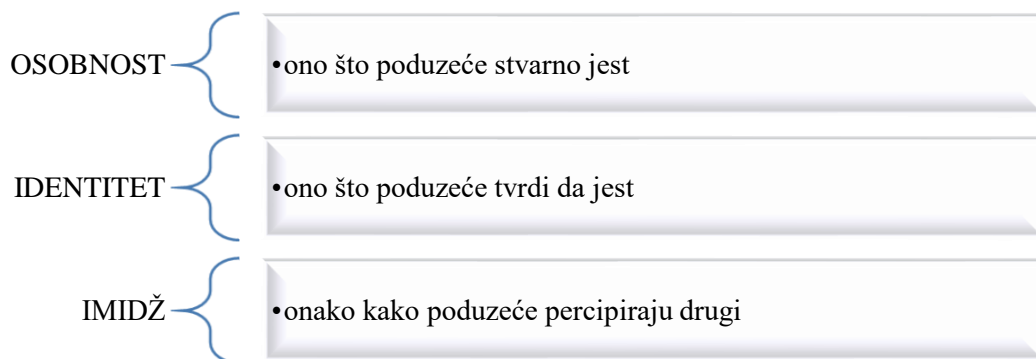 OSOBNOST
•ono što poduzeće stvarno jest
IDENTITET
•ono što poduzeće tvrdi da jest
IMIDŽ
•onako kako poduzeće percipiraju drugi